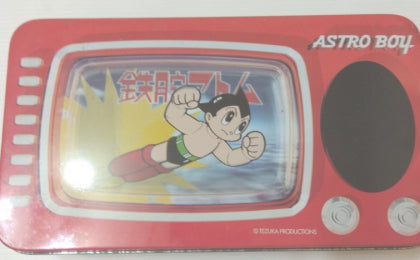 ASTRO BOY
鉄腕アトム
© TEZUKA PRODUCTIONS